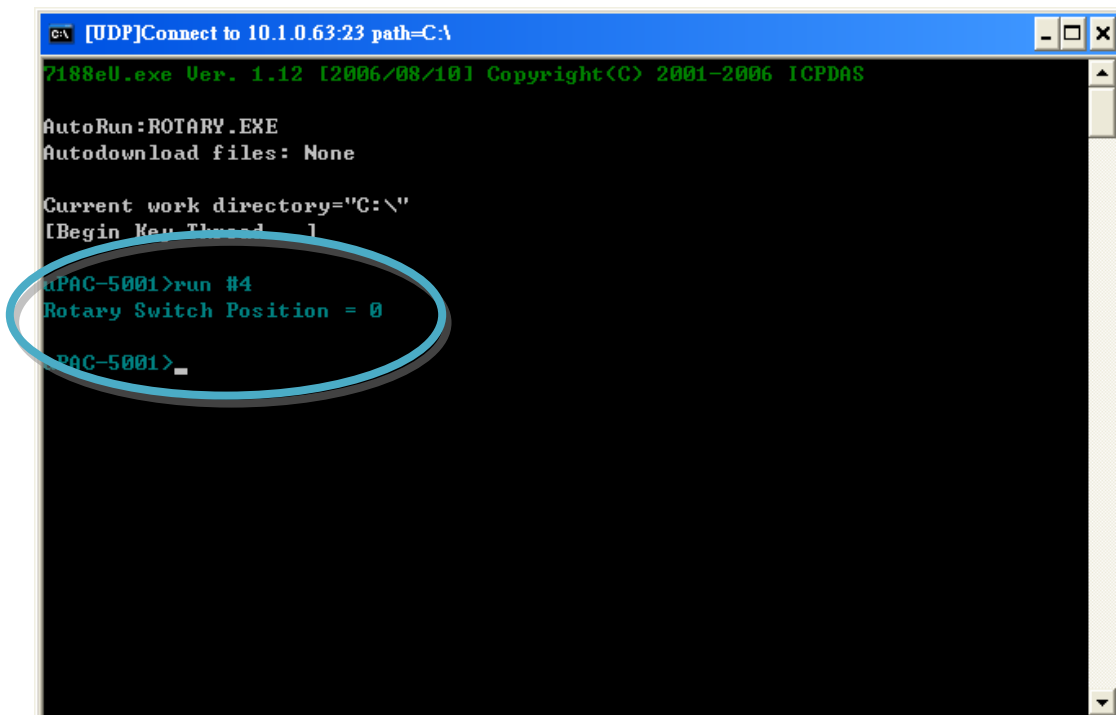 [UDP]Connect to 10.1.0.63:23 path=C:\
7188eU.exe Ver. 1.12 [2006/08/10] Copyright(C) 2001-2006 ICPDAS
AutoRun:ROTARY.EXE
Autodownload files: None
Current work directory="C:\"
[Begin Key Thread...]
uPAC-5001>run #4
Rotary Switch Position = 0
uPAC-5001>_